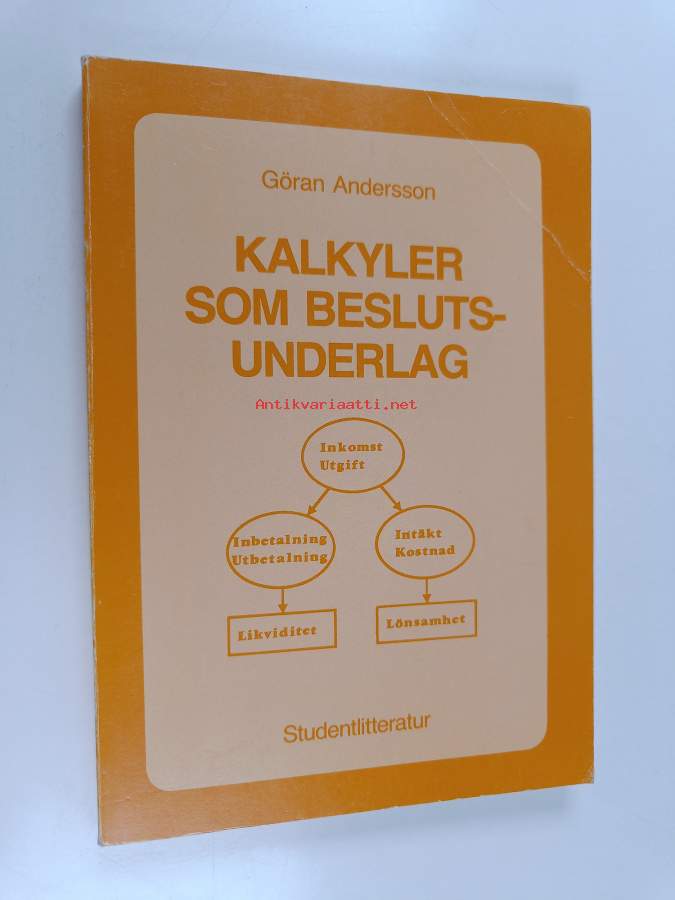 Göran Andersson
KALKYLER
SOM BESLUTS-
UNDERLAG
Antikvariaatti.net
Inkomst
Utgift
Inbetalning
Utbetalning
Intäkt
Kostnad
Likviditet
Lönsamhet
Studentlitteratur